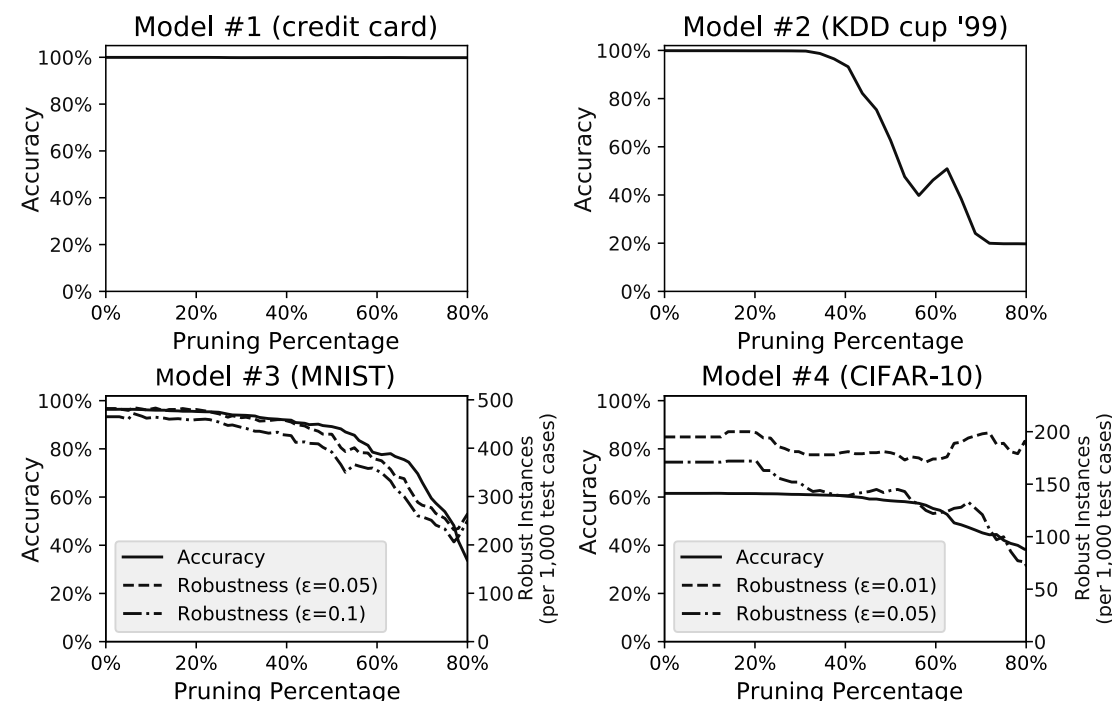 Model #1 (credit card)
100%
80%
60%
40%
20%
0%
Accuracy
0% 20% 40% 60% 80%
Pruning Percentage
Model #2 (KDD cup '99)
100%
80%
60%
40%
20%
0%
Accuracy
0% 20% 40% 60% 80%
Pruning Percentage
Model #3 (MNIST)
100%
80%
60%
40%
20%
0%
Accuracy
500
400
300
200
100
0
Robust Instances
(per 1,000 test cases)
Accuracy
Robustness (ε=0.05)
Robustness (ε=0.1)
0% 20% 40% 60% 80%
Pruning Percentage
Model #4 (CIFAR-10)
100%
80%
60%
40%
20%
0%
Accuracy
200
150
100
50
0
Robust Instances
(per 1,000 test cases)
Accuracy
Robustness (ε=0.01)
Robustness (ε=0.05)
0% 20% 40% 60% 80%
Pruning Percentage